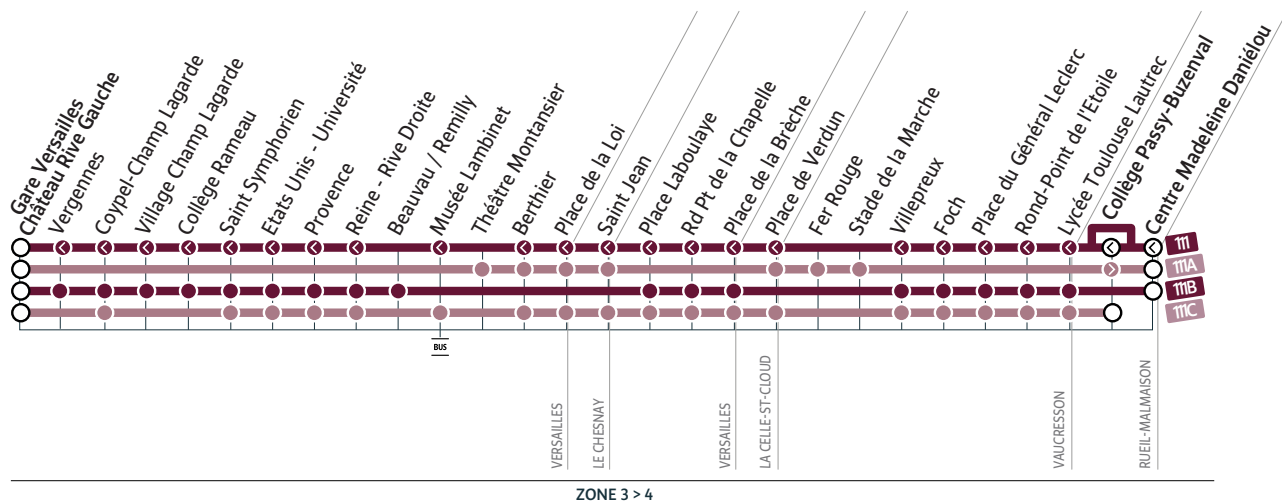 Gare Versailles
Château Rive Gauche
Vergennes
Coypel-Champ Lagarde
Village Champ Lagarde
Collège Rameau
Saint Symphorien
Etats Unis - Université
Provence
Reine - Rive Droite
Beauvau / Remilly
Musée Lambinet
Théâtre Montansier
Berthier
Place de la Loi
Saint Jean
Place Laboulaye
Rd Pt de la Chapelle
Place de la Brèche
Place de Verdun
Fer Rouge
Stade de la Marche
Villepreux
Foch
Place du Général Leclerc
Rond-Point de l'Etoile
Lycée Toulouse Lautrec
Collège Passy-Buzenval
Centre Madeleine Daniélou
111
111A
111B
111C
BUS
VERSAILLES
LE CHESNAY
VERSAILLES
LA CELLE-ST-CLOUD
VAUCRESSON
RUEIL-MALMAISON
ZONE 3 > 4